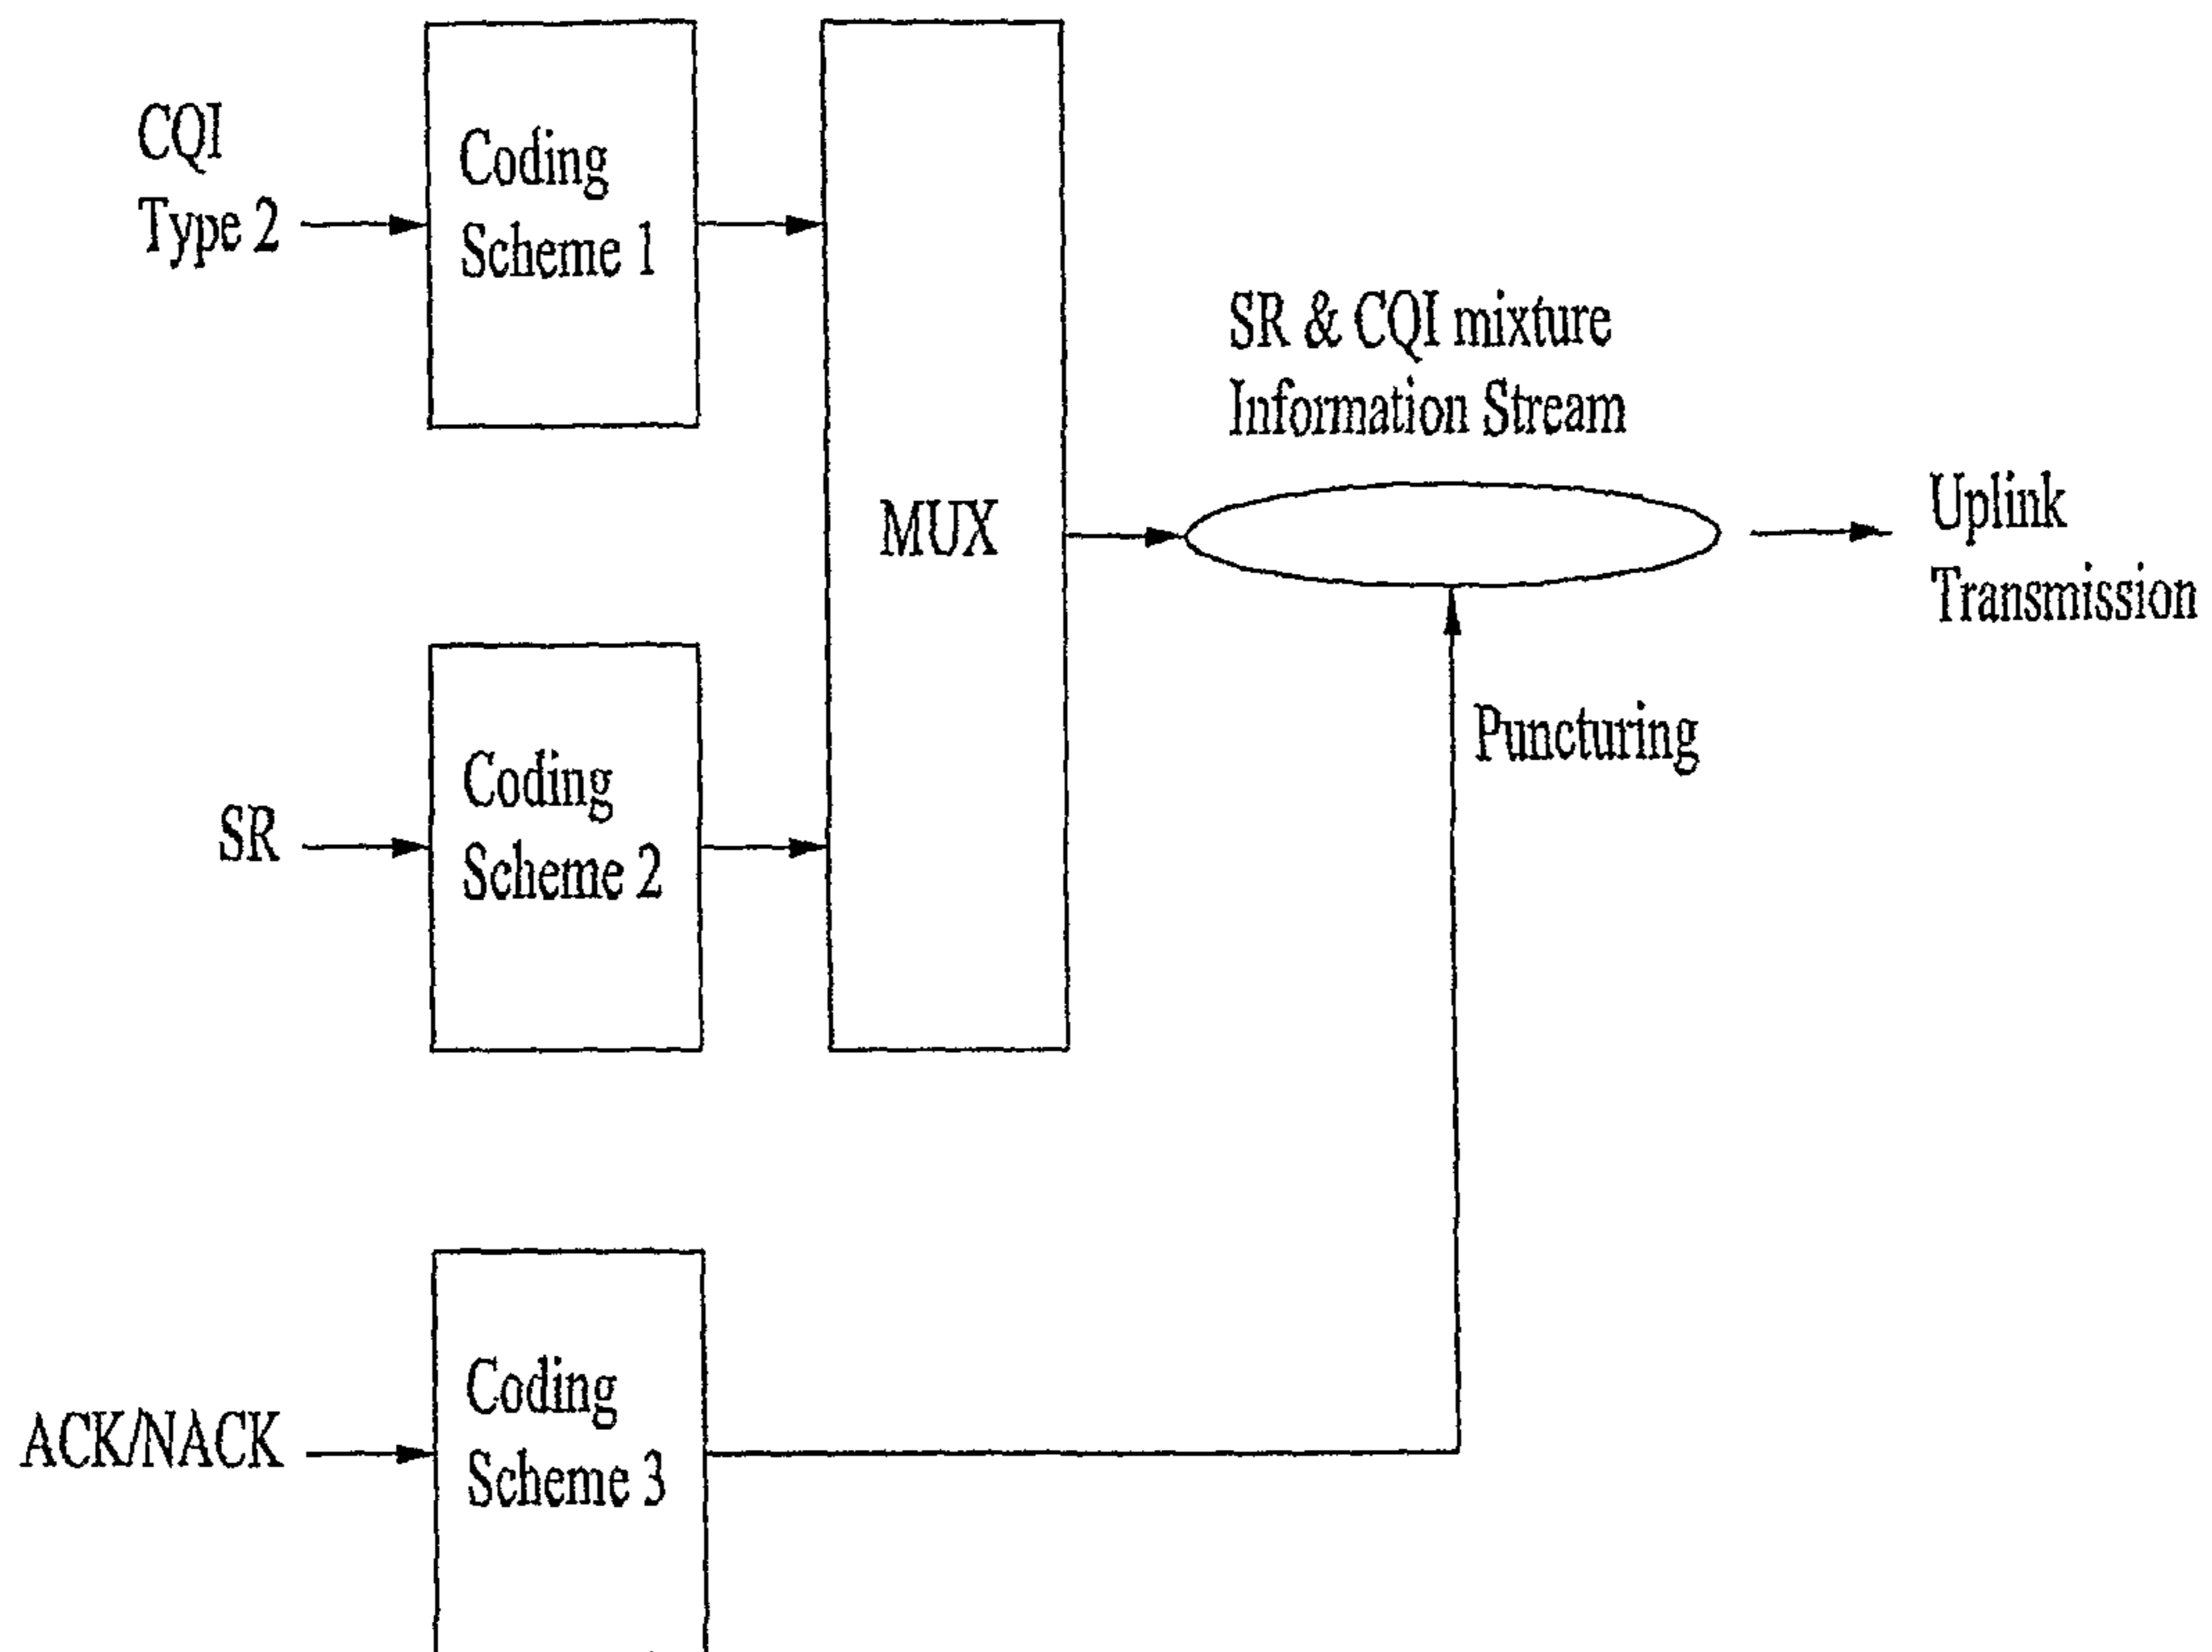 CQI
Type 2
Coding
Scheme 1
MUX
SR & CQI mixture
Information Stream
Uplink
Transmission
SR
Coding
Scheme 2
Puncturing
ACK/NACK
Coding
Scheme 3